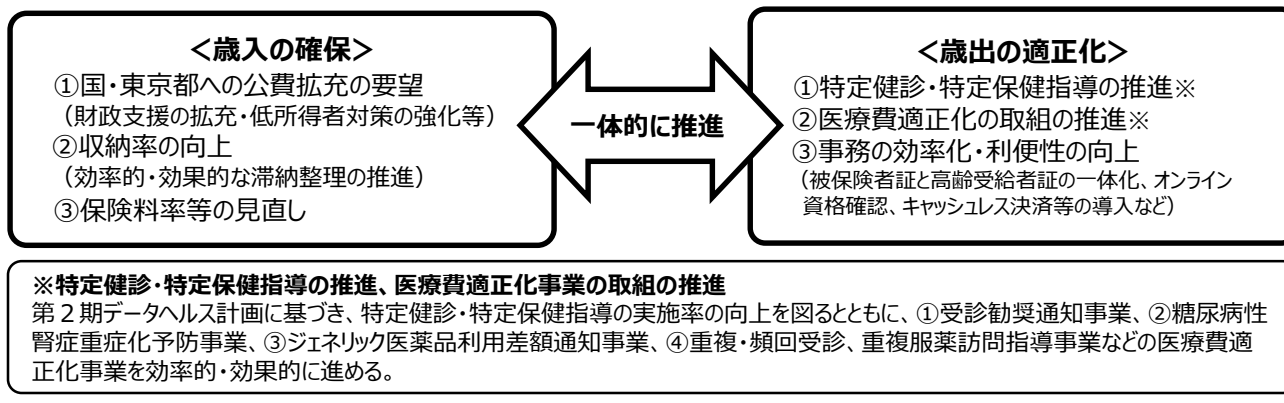 ＜歳入の確保＞
①国・東京都への公費拡充の要望
（財政支援の拡充・低所得者対策の強化等）
②収納率の向上
（効率的・効果的な滞納整理の推進）
③保険料率等の見直し
一体的に推進
＜歳出の適正化＞
①特定健診・特定保健指導の推進※
②医療費適正化の取組の推進※
③事務の効率化・利便性の向上
（被保険者証と高齢受給者証の一体化、オンライン
資格確認、キャッシュレス決済等の導入など）
※特定健診・特定保健指導の推進、医療費適正化事業の取組の推進
第２期データヘルス計画に基づき、特定健診・特定保健指導の実施率の向上を図るとともに、①受診勧奨通知事業、②糖尿病性
腎症重症化予防事業、③ジェネリック医薬品利用差額通知事業、④重複・頻回受診、重複服薬訪問指導事業などの医療費適
正化事業を効率的・効果的に進める。